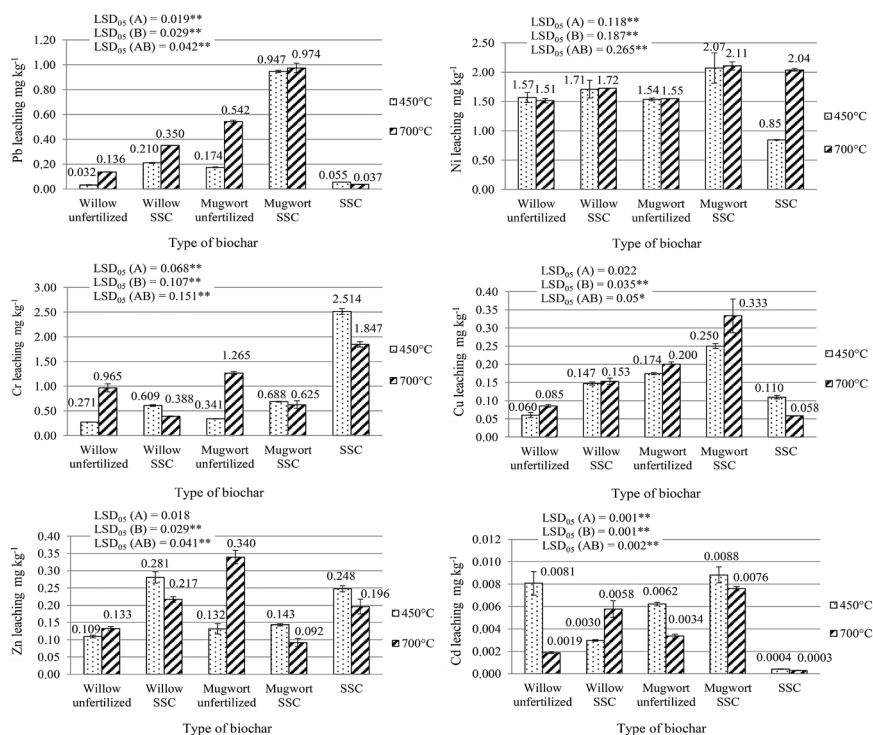 LSD05 (A) = 0.019**
LSD05 (B) = 0.029**
LSD05 (AB) = 0.042**
Pb leaching mg kg-1
1.20
1.00
0.80
0.60
0.40
0.20
0.00
0.032
0.136
0.210
0.350
0.174
0.542
0.947
0.974
0.055
0.037
450°C
700°C
Willow unfertilized
Willow SSC
Mugwort unfertilized
Mugwort SSC
SSC
Type of biochar
LSD05 (A) = 0.118**
LSD05 (B) = 0.187**
LSD05 (AB) = 0.265**
Ni leaching mg kg-1
2.50
2.00
1.50
1.00
0.50
0.00
1.57
1.51
1.71
1.72
1.54
1.55
2.07
2.11
0.85
2.04
450°C
700°C
Willow unfertilized
Willow SSC
Mugwort unfertilized
Mugwort SSC
SSC
Type of biochar
LSD05 (A) = 0.068**
LSD05 (B) = 0.107**
LSD05 (AB) = 0.151**
Cr leaching mg kg-1
3.00
2.50
2.00
1.50
1.00
0.50
0.00
0.271
0.965
0.609
0.388
0.341
1.265
0.688
0.625
2.514
1.847
450°C
700°C
Willow unfertilized
Willow SSC
Mugwort unfertilized
Mugwort SSC
SSC
Type of biochar
LSD05 (A) = 0.022
LSD05 (B) = 0.035**
LSD05 (AB) = 0.05*
Cu leaching mg kg-1
0.40
0.35
0.30
0.25
0.20
0.15
0.10
0.05
0.00
0.060
0.085
0.147
0.153
0.174
0.200
0.250
0.333
0.110
0.058
450°C
700°C
Willow unfertilized
Willow SSC
Mugwort unfertilized
Mugwort SSC
SSC
Type of biochar
LSD05 (A) = 0.018
LSD05 (B) = 0.029**
LSD05 (AB) = 0.041**
Zn leaching mg kg-1
0.40
0.35
0.30
0.25
0.20
0.15
0.10
0.05
0.00
0.109
0.133
0.281
0.217
0.132
0.340
0.143
0.092
0.248
0.196
450°C
700°C
Willow unfertilized
Willow SSC
Mugwort unfertilized
Mugwort SSC
SSC
Type of biochar
LSD05 (A) = 0.001**
LSD05 (B) = 0.001**
LSD05 (AB) = 0.002**
Cd leaching mg kg-1
0.012
0.010
0.008
0.006
0.004
0.002
0.000
0.0081
0.0019
0.0030
0.0058
0.0062
0.0034
0.0088
0.0076
0.0004
0.0003
450°C
700°C
Willow unfertilized
Willow SSC
Mugwort unfertilized
Mugwort SSC
SSC
Type of biochar